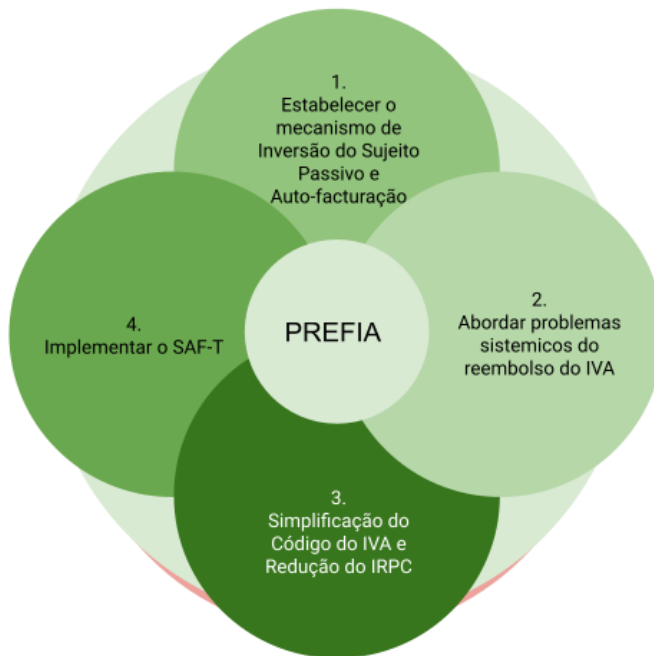 1.
Estabelecer o
mecanismo de
Inversão do Sujeito
Passivo e
Auto-facturação
2.
Abordar problemas
sistemicos do
reembolso do IVA
3.
Simplificação do
Código do IVA e
Redução do IRPC
4.
Implementar o SAF-T
PREFIA